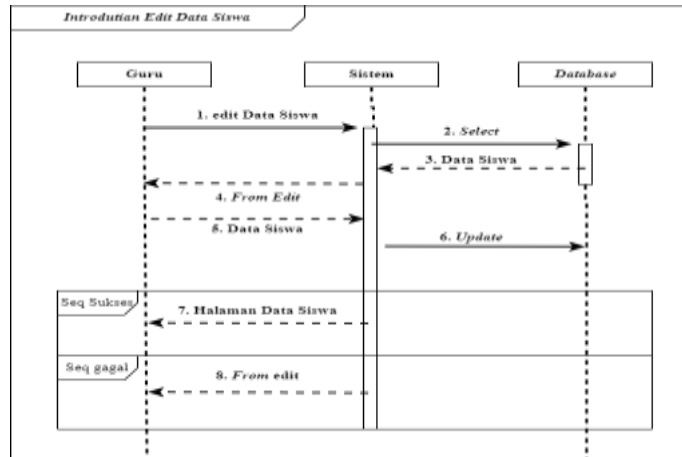 Introdutian Edit Data Siswa
Guru
Sistem
Database
1. edit Data Siswa
2. Select
3. Data Siswa
4. From Edit
5. Data Siswa
6. Update
Seq Sukses
7. Halaman Data Siswa
Seq gagal
8. From edit